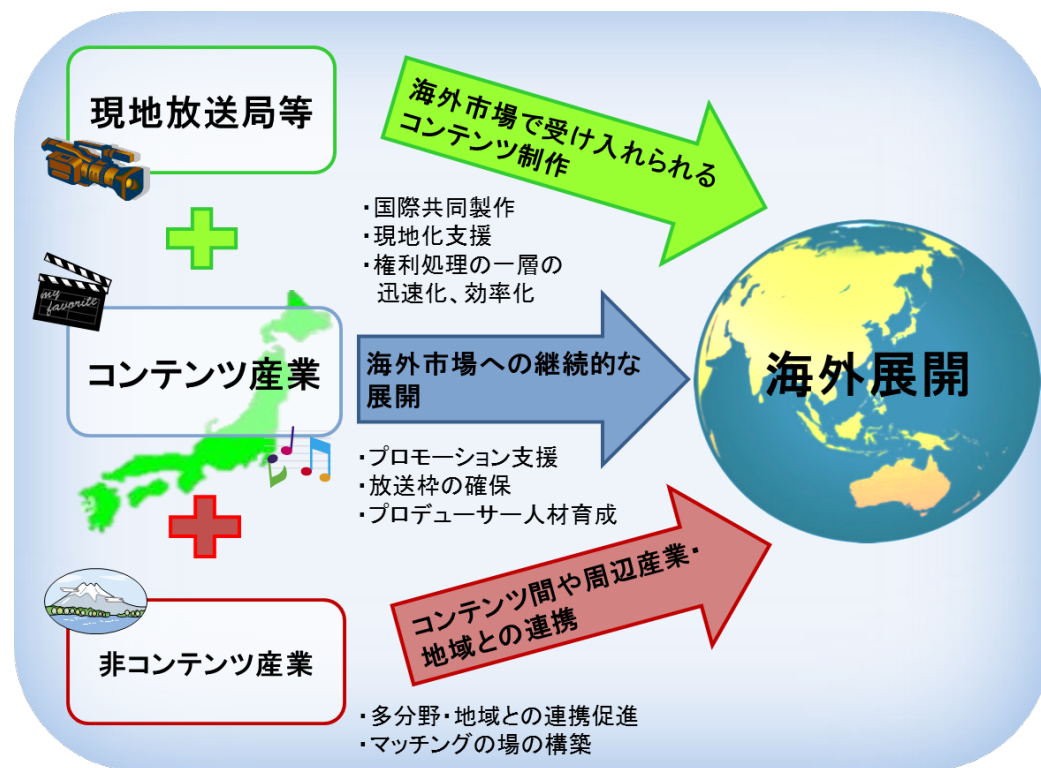 現地放送局等
海外市場で受け入れられる
コンテンツ制作
・国際共同製作
・現地化支援
・権利処理の一層の
迅速化、効率化
my
favorite
コンテンツ産業
海外市場への継続的な
展開
海外展開
・プロモーション支援
・放送枠の確保
・プロデューサー人材育成
コンテンツ間や周辺産業・
地域との連携
非コンテンツ産業
・多分野・地域との連携促進
・マッチングの場の構築